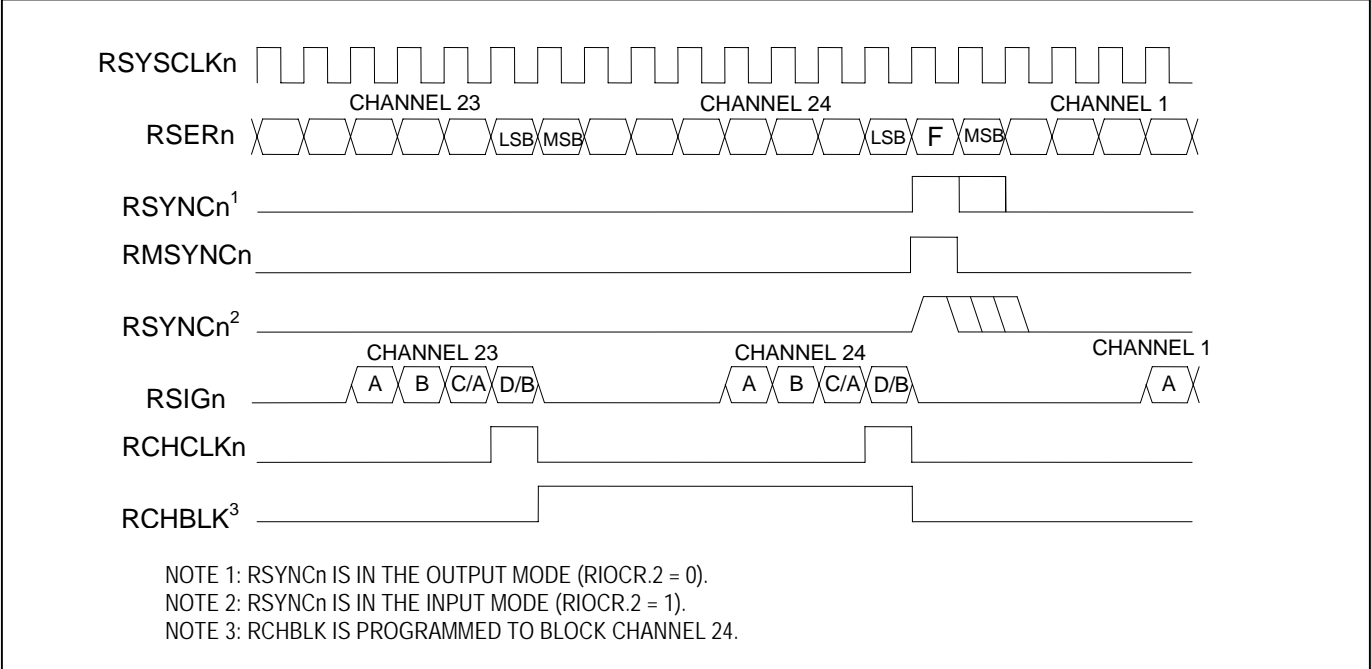 RSYSCLKn
CHANNEL 23 CHANNEL 24 CHANNEL 1
RSERn LSB MSB LSB F MSB
RSYNCn1
RMSYNCn
RSYNCn2
CHANNEL 23 CHANNEL 24 CHANNEL 1
RSIGn A B C/A D/B A B C/A D/B A
RCHCLKn
RCHBLK3
NOTE 1: RSYNCn IS IN THE OUTPUT MODE (RIOCR.2 = 0).
NOTE 2: RSYNCn IS IN THE INPUT MODE (RIOCR.2 = 1).
NOTE 3: RCHBLK IS PROGRAMMED TO BLOCK CHANNEL 24.